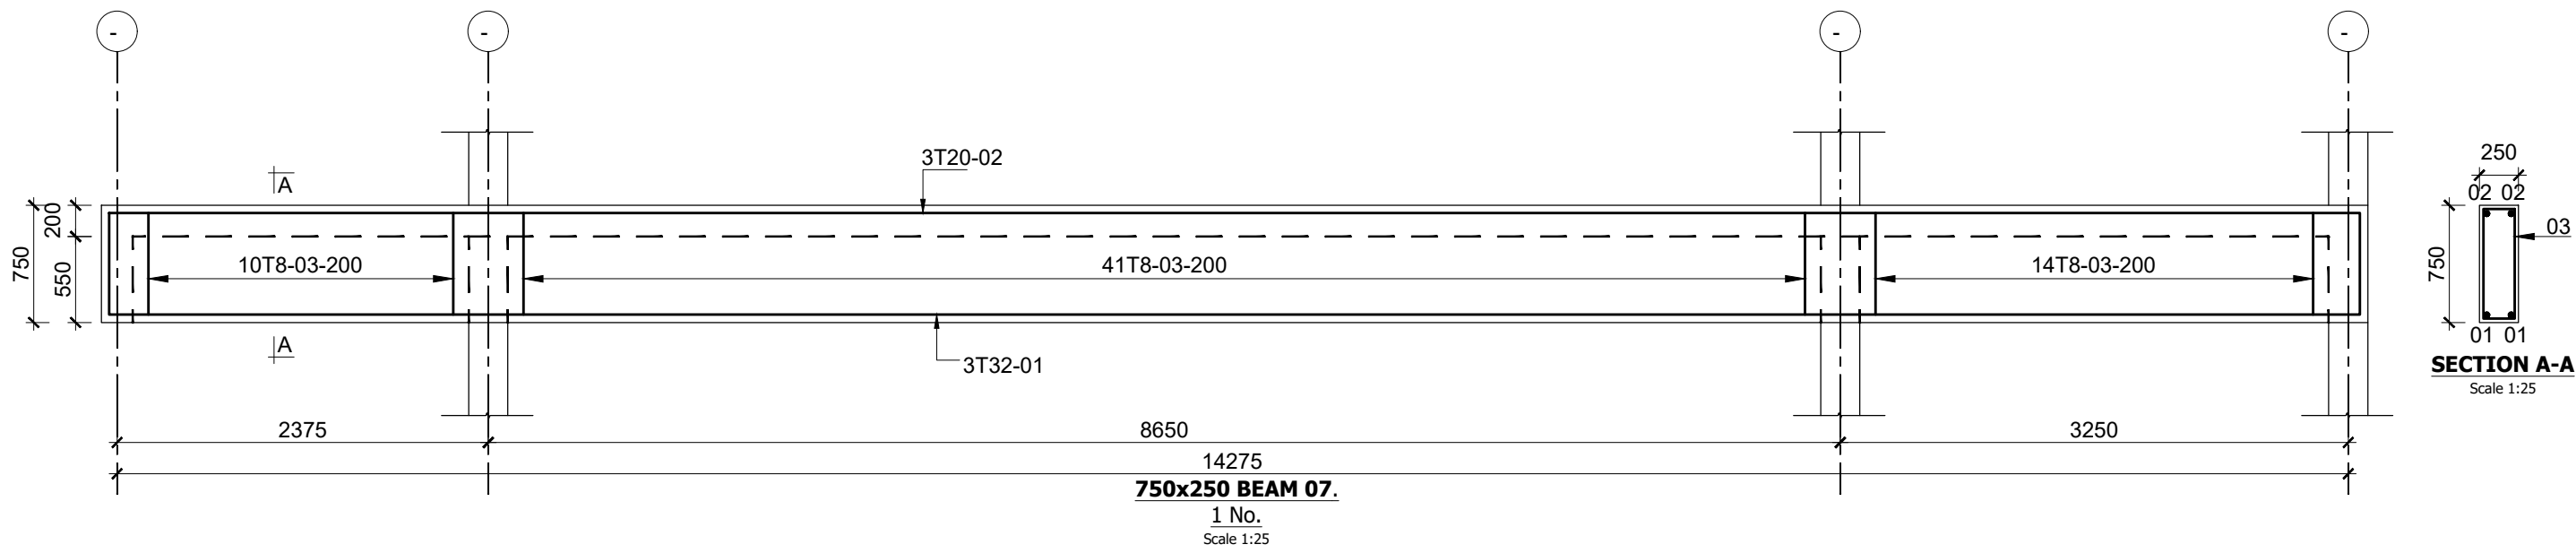 - - - -
A
3T20-02
250
02 02
200
750
550
10T8-03-200
41T8-03-200
14T8-03-200
03
750
A
3T32-01
01 01
SECTION A-A
Scale 1:25
2375
8650
3250
14275
750x250 BEAM 07.
1 No.
Scale 1:25